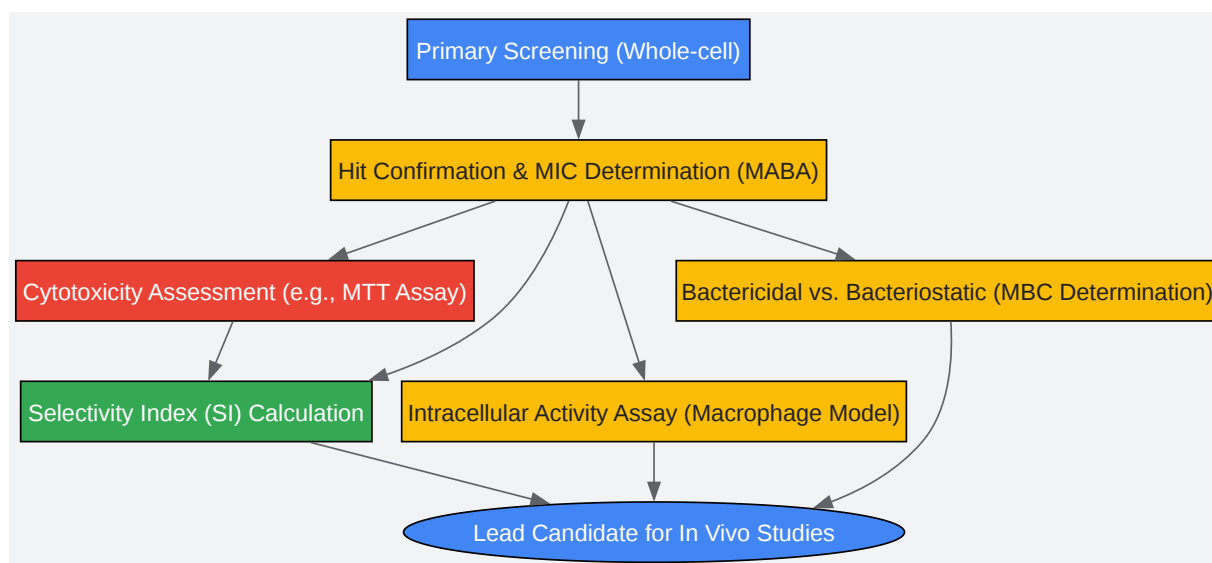 Primary Screening (Whole-cell)
Hit Confirmation & MIC Determination (MABA)
Cytotoxicity Assessment (e.g., MTT Assay)
Bactericidal vs. Bacteriostatic (MBC Determination)
Selectivity Index (SI) Calculation
Intracellular Activity Assay (Macrophage Model)
Lead Candidate for In Vivo Studies